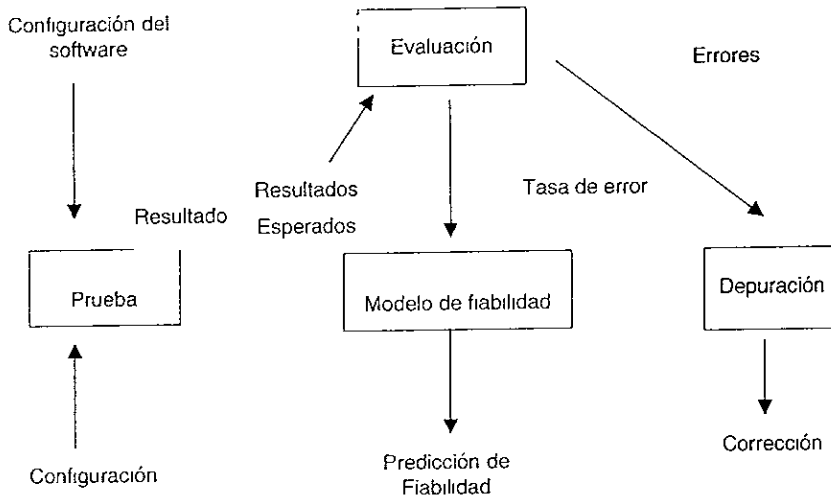 Configuración del
software
Evaluación
Errores
Resultados
Esperados
Tasa de error
Resultado
Prueba
Modelo de fiabilidad
Depuración
Configuración
Predicción de
Fiabilidad
Corrección